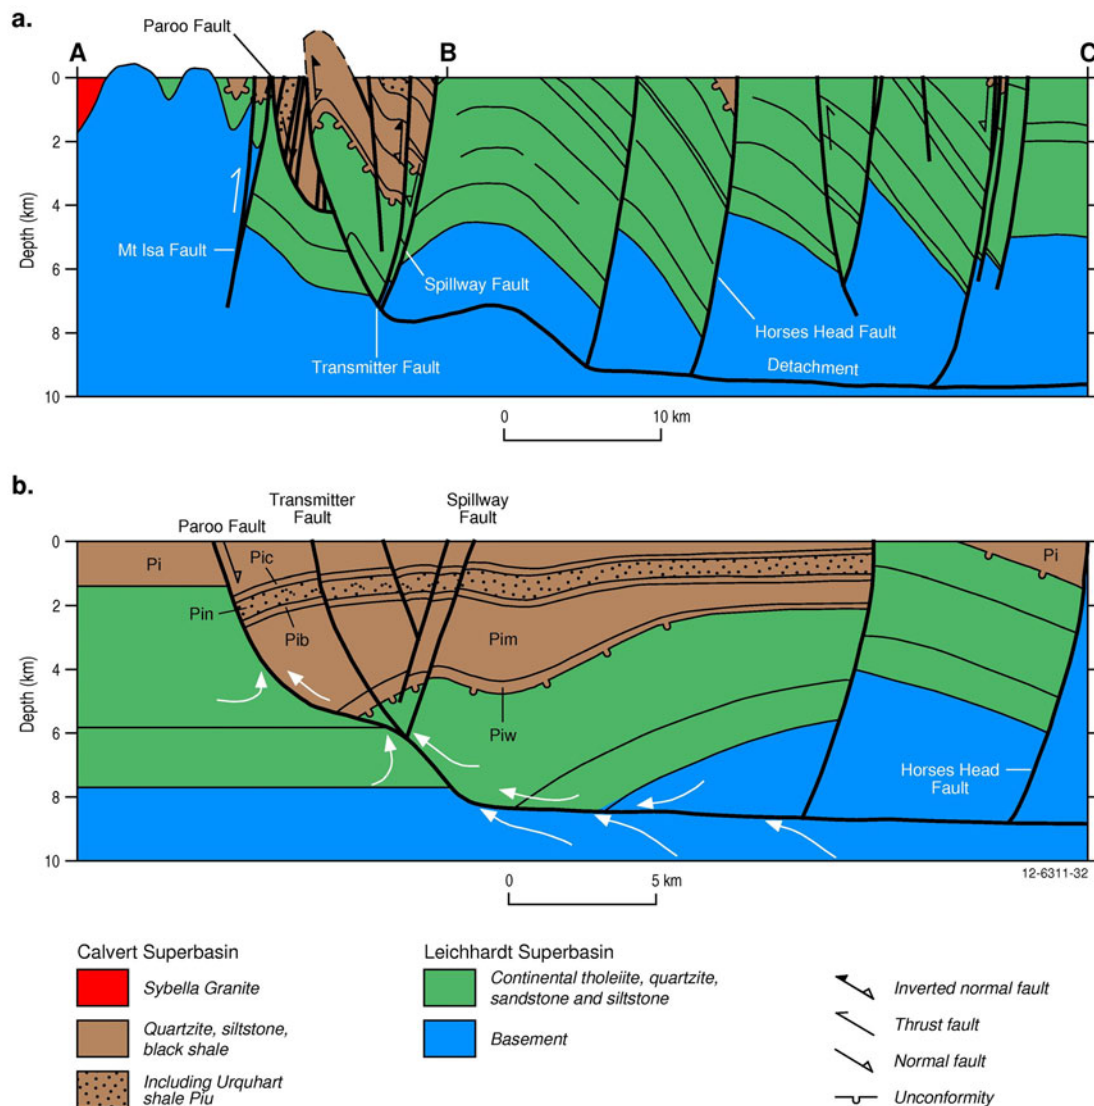 a.
Paroo Fault
A
B
C
0
2
4
6
8
10
Depth (km)
Mt Isa Fault
Spillway Fault
Transmitter Fault
Horses Head Fault
Detachment
0
10 km
b.
Transmitter
Fault
Spillway
Fault
Paroo Fault
0
2
4
6
8
10
Depth (km)
Pi
Pic
Pin
Pib
Pim
Piw
Pi
Horses Head
Fault
12-6311-32
0
5 km
Calvert Superbasin
Sybella Granite
Quartzite, siltstone,
black shale
Including Urquhart
shale Piu
Leichhardt Superbasin
Continental tholeiite, quartzite,
sandstone and siltstone
Basement
Inverted normal fault
Thrust fault
Normal fault
Unconformity